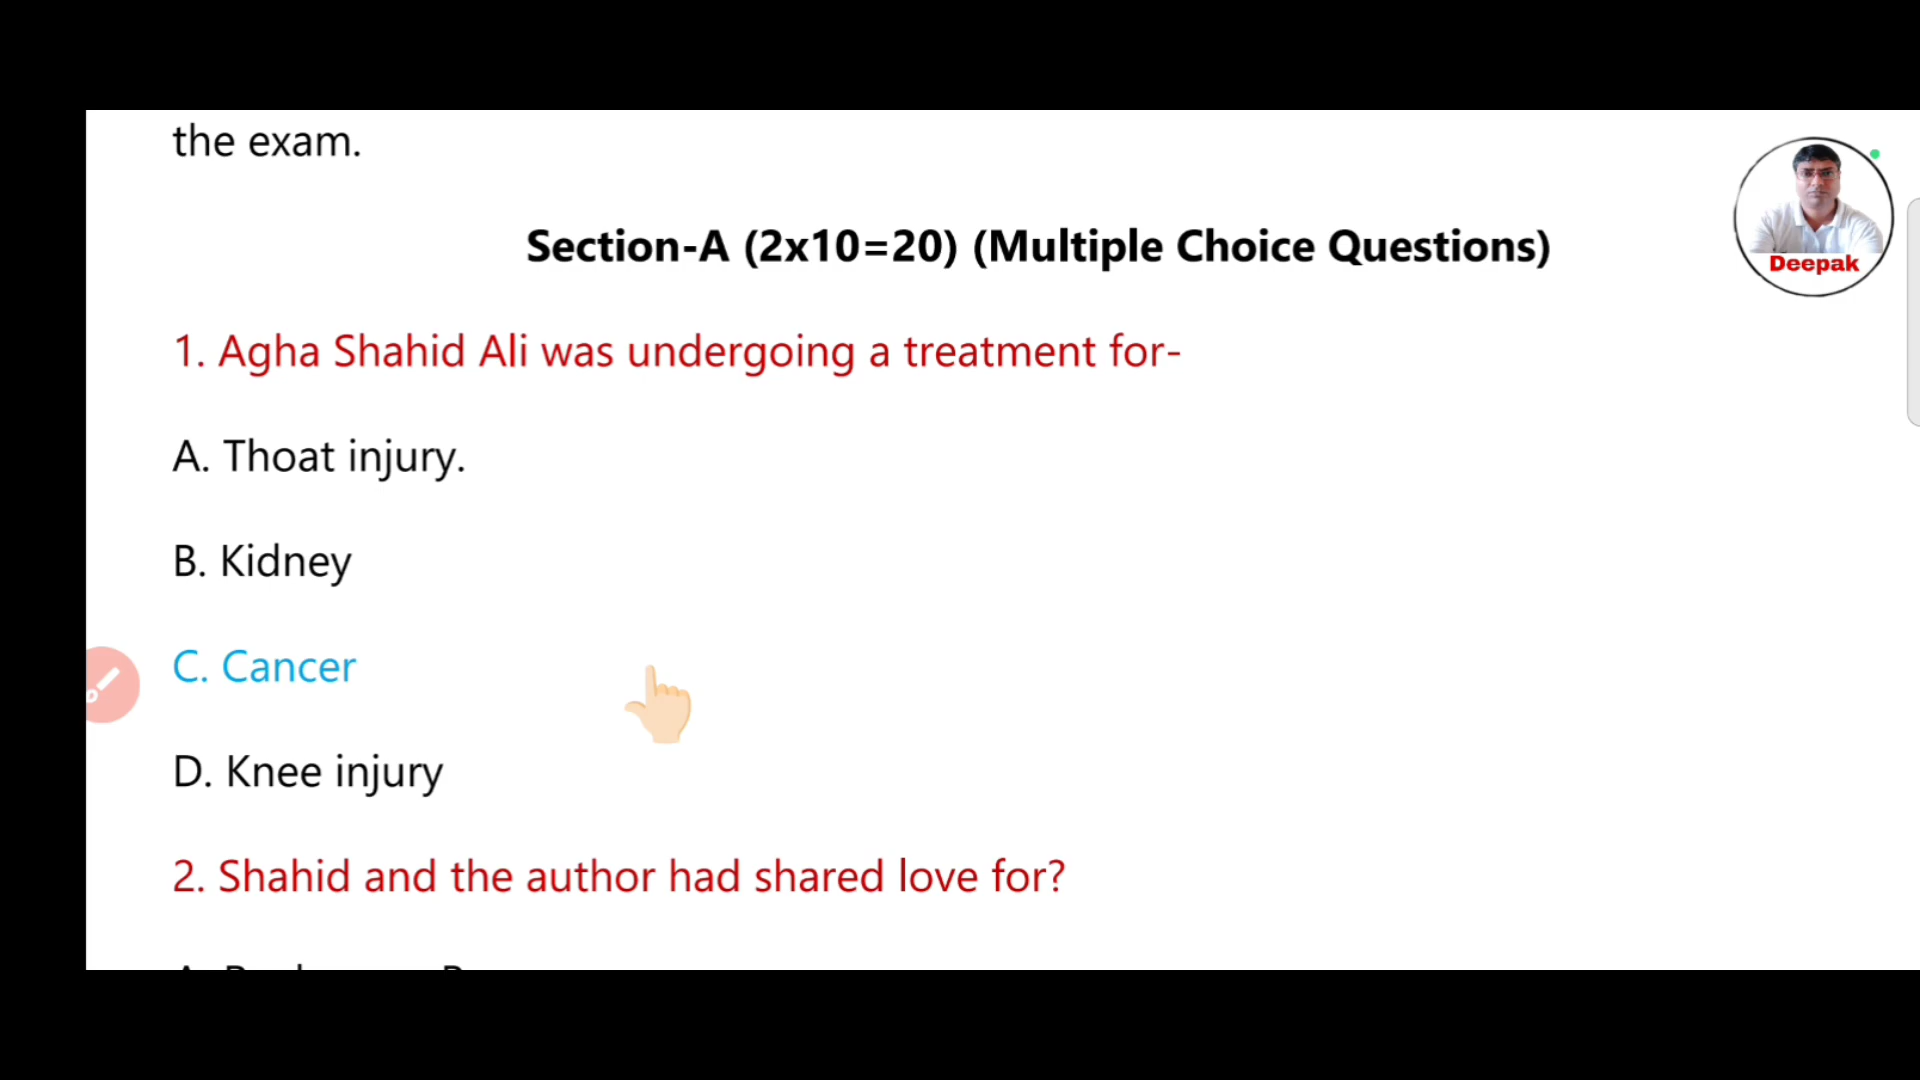 the exam.
Section-A (2x10=20) (Multiple Choice Questions)
Deepak
1. Agha Shahid Ali was undergoing a treatment for-
A. Thoat injury.
B. Kidney
C. Cancer
D. Knee injury
2. Shahid and the author had shared love for?